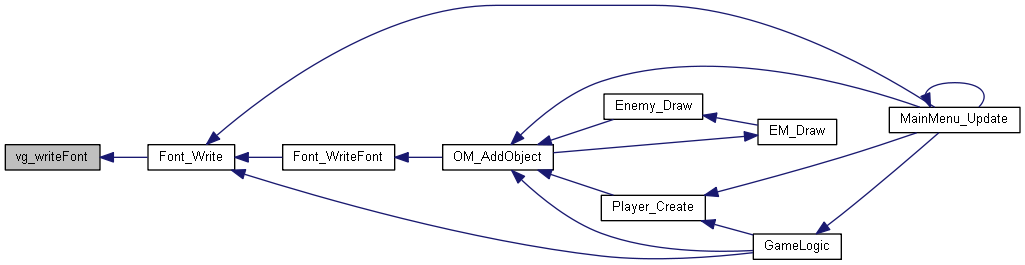 vg_writeFont
Font_Write
Font_WriteFont
OM_AddObject
Enemy_Draw
EM_Draw
Player_Create
GameLogic
MainMenu_Update